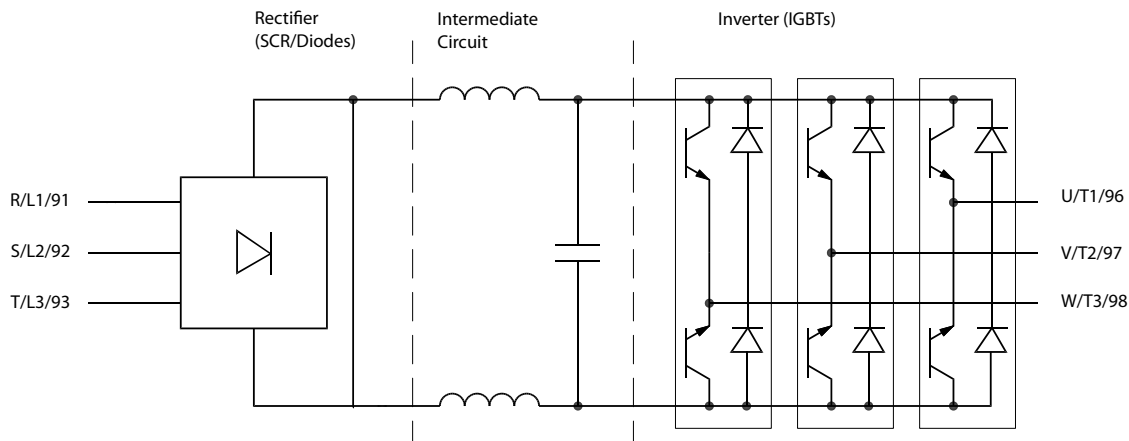 Rectifier
(SCR/Diodes)
Intermediate
Circuit
Inverter (IGBTs)
R/L1/91
S/L2/92
T/L3/93
U/T1/96
V/T2/97
W/T3/98